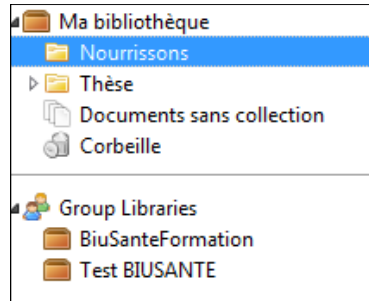 Ma bibliothèque
Nourrissons
Thèse
Documents sans collection
Corbeille
Group Libraries
BiuSanteFormation
Test BIUSANTE